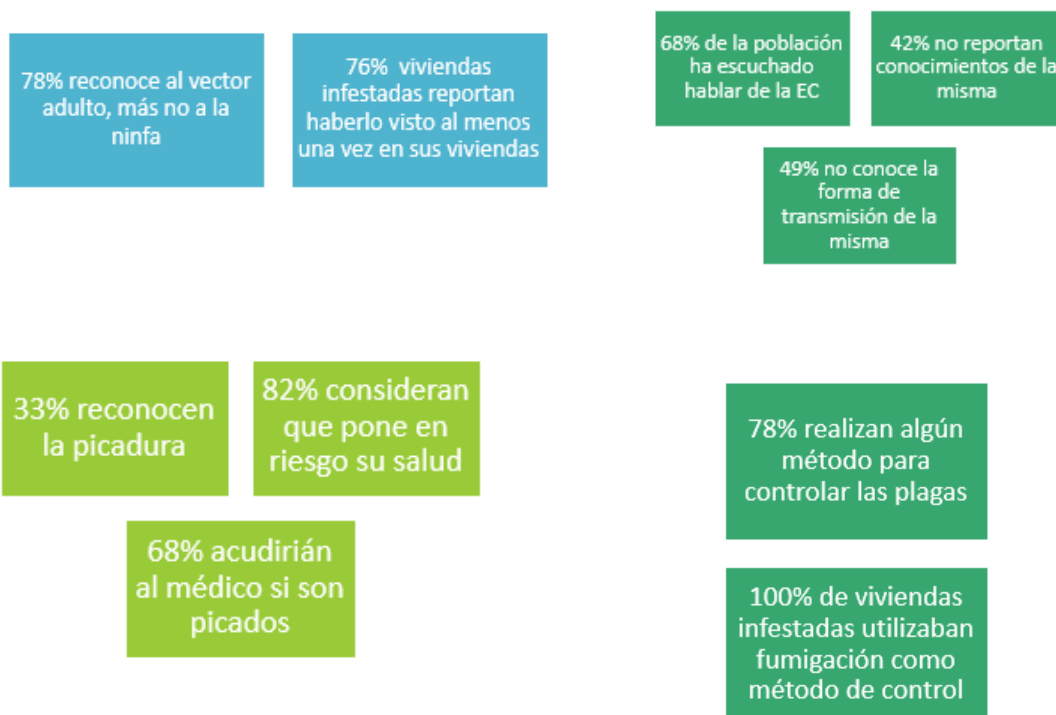 78% reconoce al vector
adulto, más no a la
ninfa
76%  viviendas
infestadas reportan
haberlo visto al menos
una vez en sus viviendas
68% de la población
ha escuchado
hablar de la EC
42% no reportan
conocimientos de la
misma
49% no conoce la
forma de
transmisión de la
misma
33% reconocen
la picadura
82% consideran
que pone en
riesgo su salud
68% acudirián
al médico si son
picados
78% realizan algún
método para
controlar las plagas
100% de viviendas
infestadas utilizaban
fumigación como
método de control